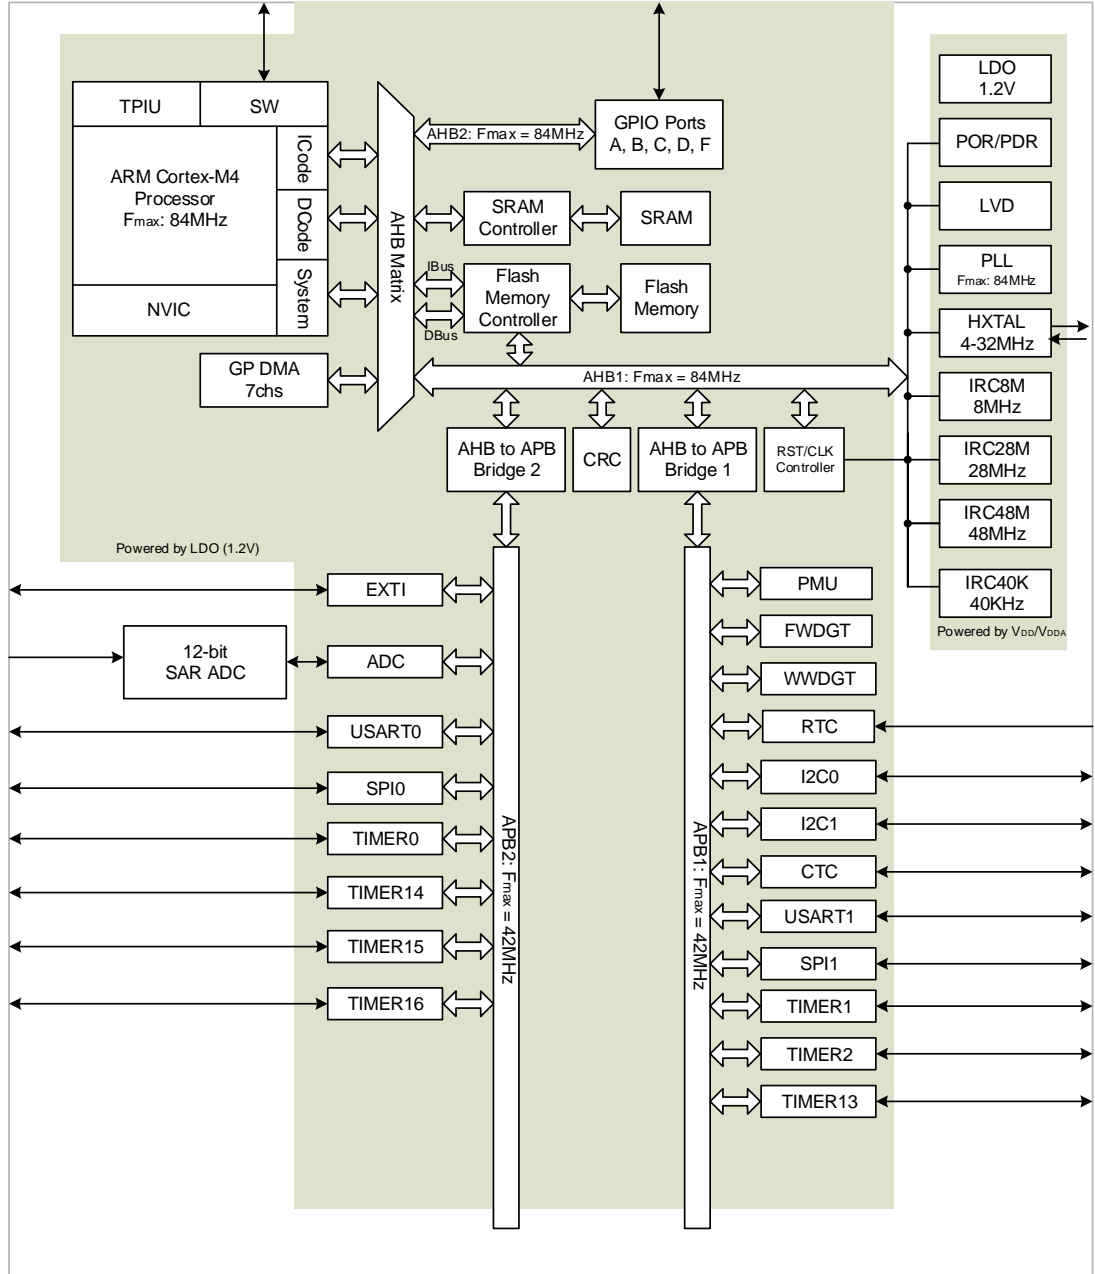 TPIU
SW
ARM Cortex-M4
Processor
Fmax: 84MHz
ICode
DCode
System
NVIC
GP DMA
7chs
AHB Matrix
AHB2: Fmax = 84MHz
GPIO Ports
A, B, C, D, F
SRAM
Controller
SRAM
IBus
DBus
Flash
Memory
Controller
Flash
Memory
AHB1: Fmax = 84MHz
AHB to APB
Bridge 2
CRC
AHB to APB
Bridge 1
RST/CLK
Controller
LDO
1.2V
POR/PDR
LVD
PLL
Fmax: 84MHz
HXTAL
4-32MHz
IRC8M
8MHz
IRC28M
28MHz
IRC48M
48MHz
IRC40K
40KHz
Powered by VDD/VDDA
Powered by LDO (1.2V)
EXTI
12-bit
SAR ADC
ADC
USART0
SPI0
TIMER0
TIMER14
TIMER15
TIMER16
APB2: Fmax = 42MHz
APB1: Fmax = 42MHz
PMU
FWDGT
WWDGT
RTC
I2C0
I2C1
CTC
USART1
SPI1
TIMER1
TIMER2
TIMER13